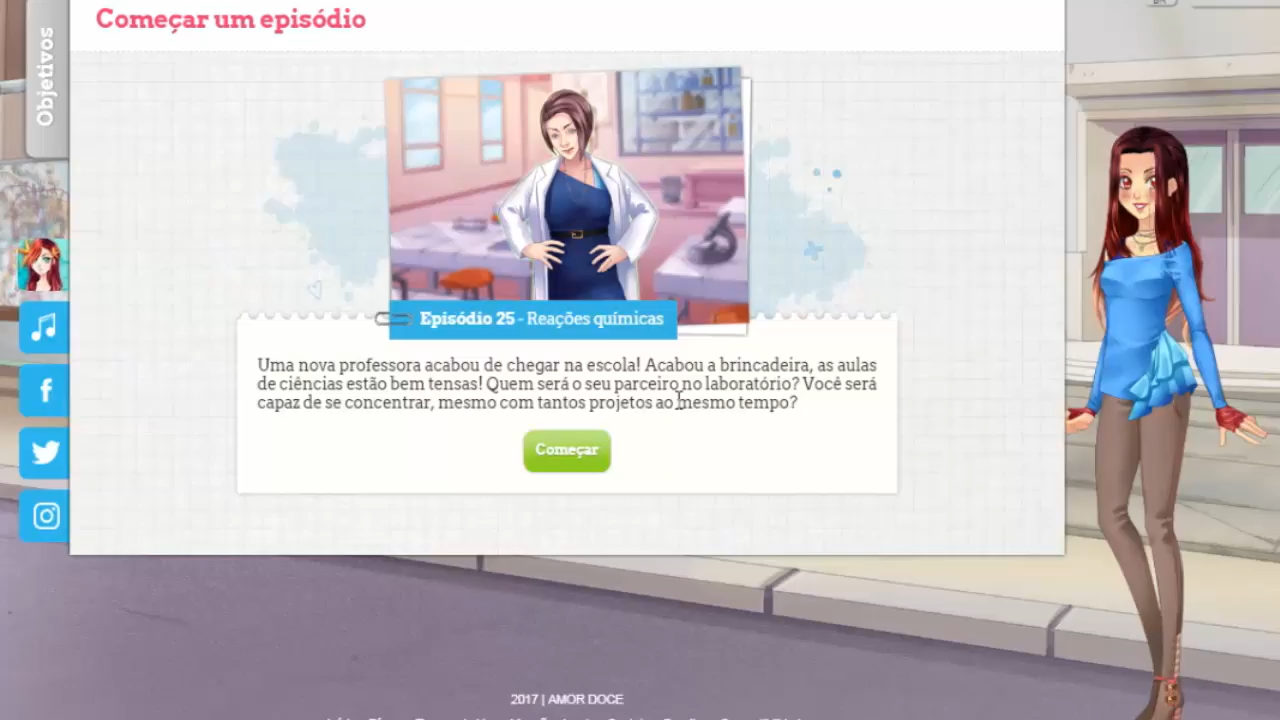 Começar um episódio
Objetivos
Episódio 25 - Reações químicas
Uma nova professora acabou de chegar na escola! Acabou a brincadeira, as aulas
de ciências estão bem tensas! Quem será o seu parceiro no laboratório? Você será
capaz de se concentrar, mesmo com tantos projetos ao mesmo tempo?
Começar
2017 | AMOR DOCE